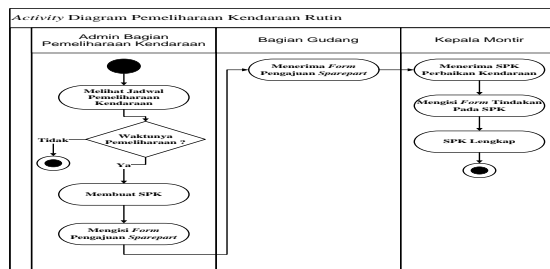 Activity Diagram Pemeliharaan Kendaraan Rutin
Admin Bagian
Pemeliharaan Kendaraan
Bagian Gudang
Kepala Montir
Melihat Jadwal
Pemeliharaan
Kendaraan
Waktunya
Pemeliharaan ?
Tidak
Ya
Membuat SPK
Mengisi Form
Pengajuan Sparepart
Menerima Form
Pengajuan Sparepart
Menerima SPK
Perbaikan Kendaraan
Mengisi Form Tindakan
Pada SPK
SPK Lengkap